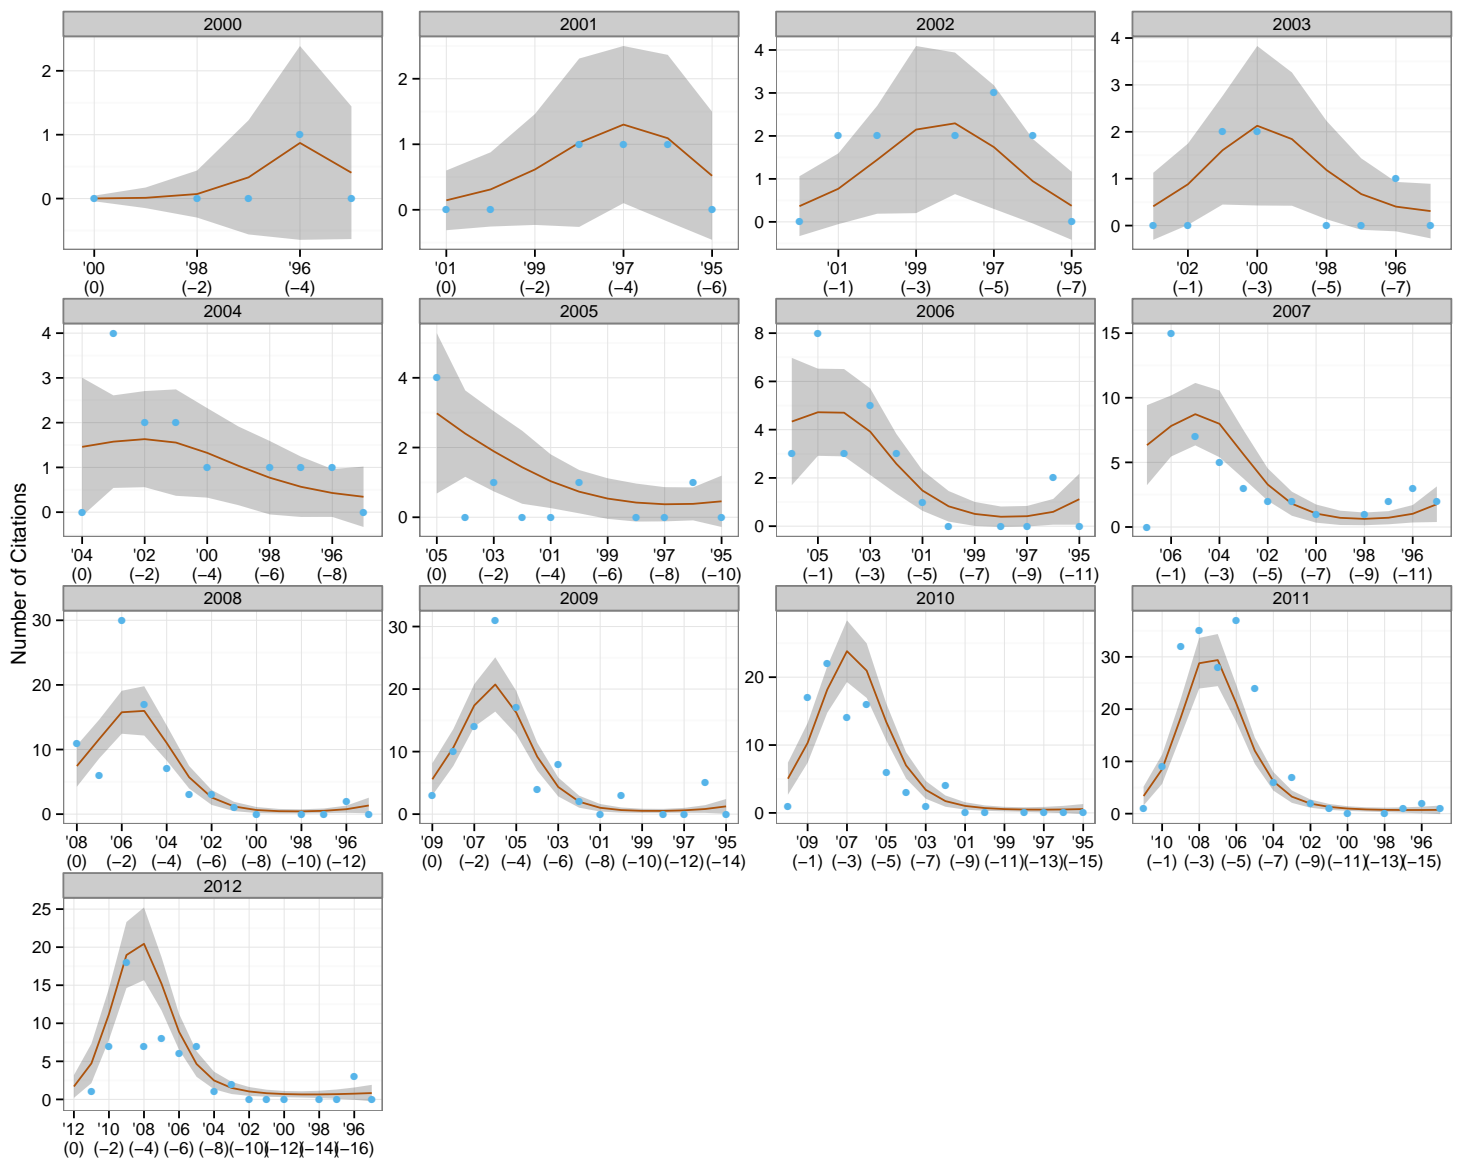 2000 2001 2002 2003
2 1 0
2 1 0
4 3 2 1 0
4 3 2 1 0
'00 '98 '96
(0) (−2) (−4)
'01 '99 '97 '95
(0) (−2) (−4) (−6)
'01 '99 '97 '95
(−1) (−3) (−5) (−7)
'02 '00 '98 '96
(−1) (−3) (−5) (−7)
2004 2005 2006 2007
4 3 2 1 0
4 2 0
8 6 4 2 0
15 10 5 0
'04 '02 '00 '98 '96
(0) (−2) (−4) (−6) (−8)
'05 '03 '01 '99 '97 '95
(0) (−2) (−4) (−6) (−8) (−10)
'05 '03 '01 '99 '97 '95
(−1) (−3) (−5) (−7) (−9) (−11)
'06 '04 '02 '00 '98 '96
(−1) (−3) (−5) (−7) (−9) (−11)
Number of Citations
2008 2009 2010 2011
30 20 10 0
30 20 10 0
20 10 0
30 20 10 0
'08 '06 '04 '02 '00 '98 '96
(0) (−2) (−4) (−6) (−8) (−10) (−12)
'09 '07 '05 '03 '01 '99 '97 '95
(0) (−2) (−4) (−6) (−8) (−10) (−12) (−14)
'09 '07 '05 '03 '01 '99 '97 '95
(−1) (−3) (−5) (−7) (−9) (−11) (−13) (−15)
'10 '08 '06 '04 '02 '00 '98 '96
(−1) (−3) (−5) (−7) (−9) (−11) (−13) (−15)
2012
25 20 15 10 5 0
'12 '10 '08 '06 '04 '02 '00 '98 '96
(0) (−2) (−4) (−6) (−8) (−10) (−12) (−14) (−16)